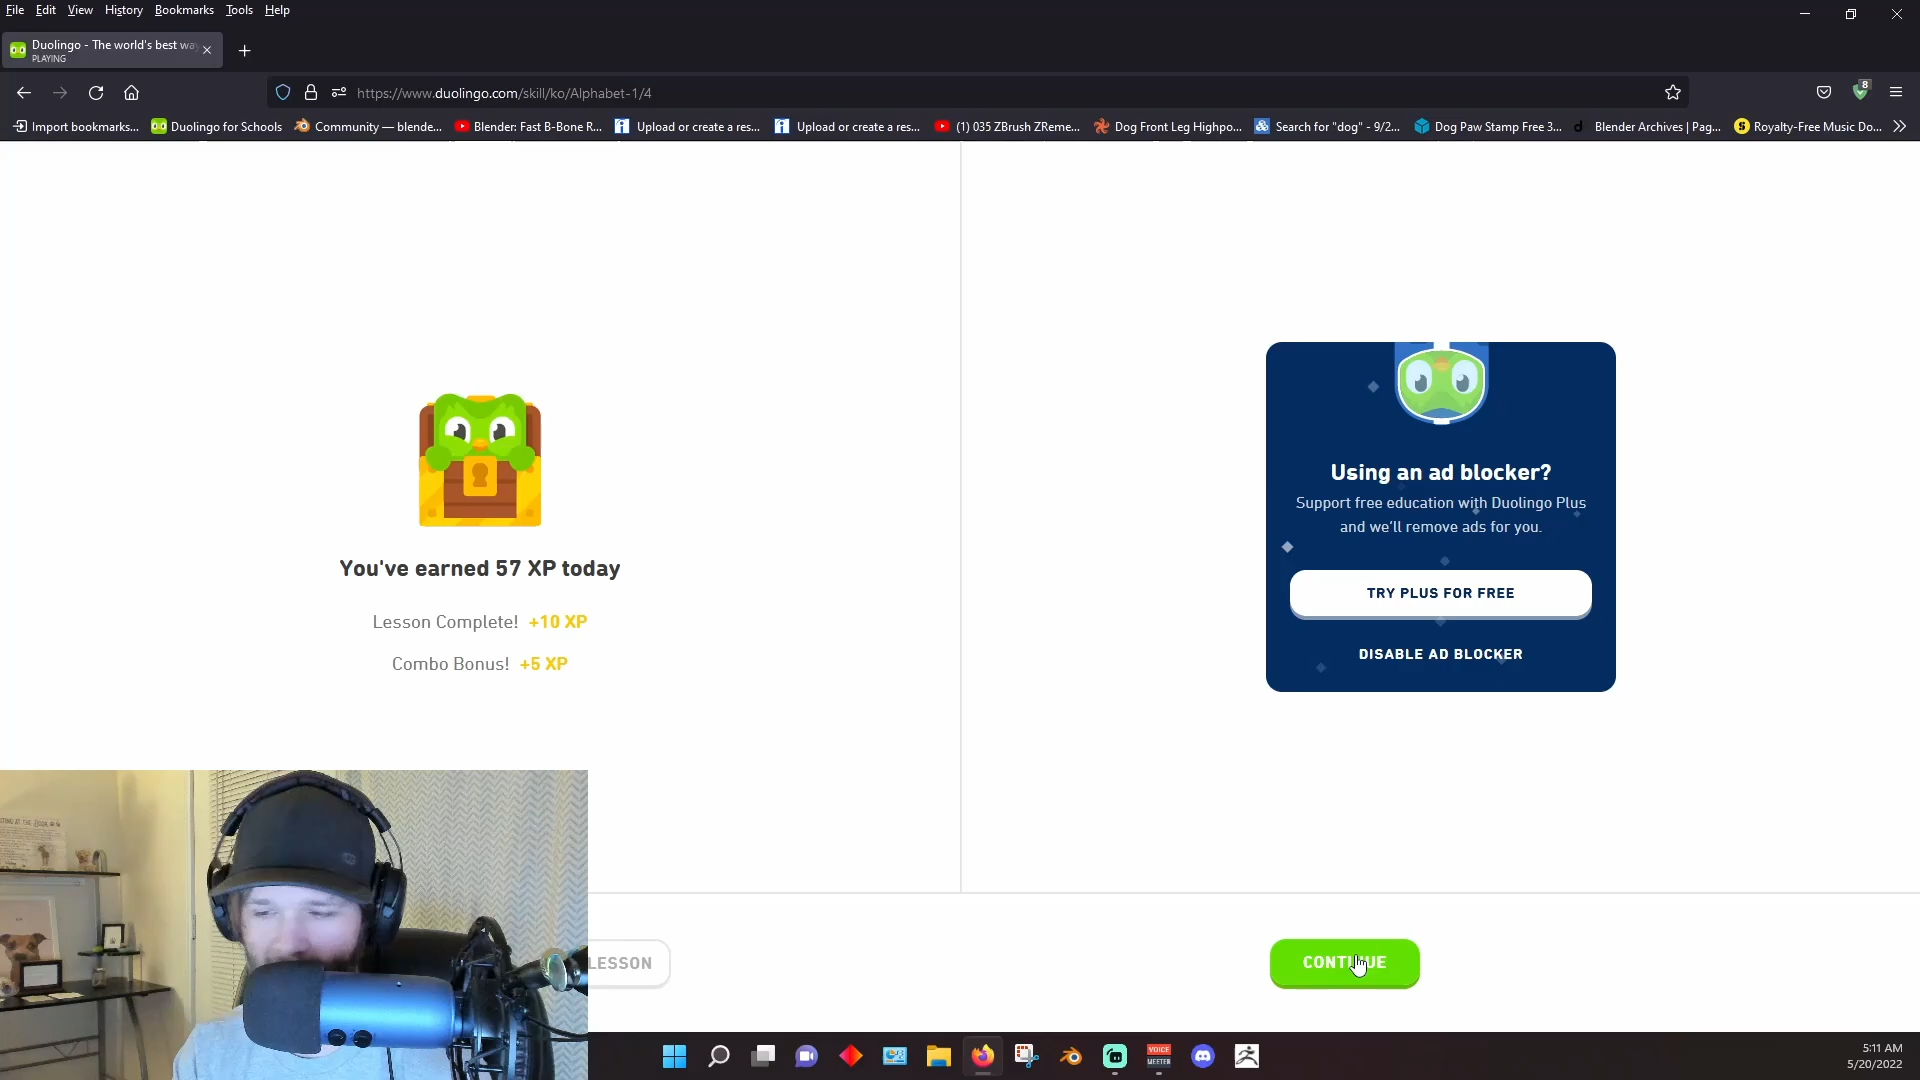 File Edit View History Bookmarks Tools Help
Duolingo - The world's best wa
PLAYING
https://www.duolingo.com/skill/ko/Alphabet-1/4
8
Import bookmarks...
Duolingo for Schools
Community — blende...
Blender: Fast B-Bone R...
Upload or create a res...
Upload or create a res...
(1) 035 ZBrush ZReme...
Dog Front Leg Highpo...
Search for "dog" - 9/2...
Dog Paw Stamp Free 3...
Blender Archives | Pag...
Royalty-Free Music Do...
You've earned 57 XP today
Lesson Complete! +10 XP
Combo Bonus! +5 XP
Using an ad blocker?
Support free education with Duolingo Plus
and we'll remove ads for you.
TRY PLUS FOR FREE
DISABLE AD BLOCKER
LESSON
CONTINUE
VOICE
MEETER
5:11 AM
5/20/2022